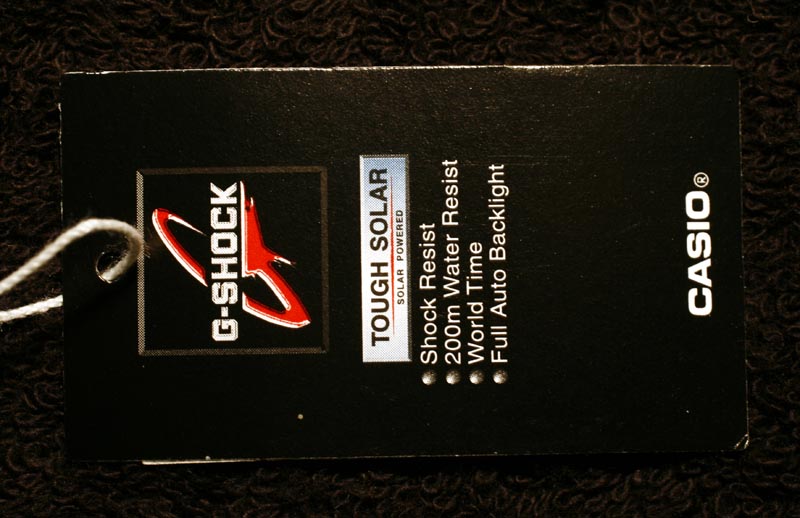 G-SHOCK
TOUGH SOLAR
SOLAR POWERED
Shock Resist
200m Water Resist
World Time
Full Auto Backlight
CASIO®